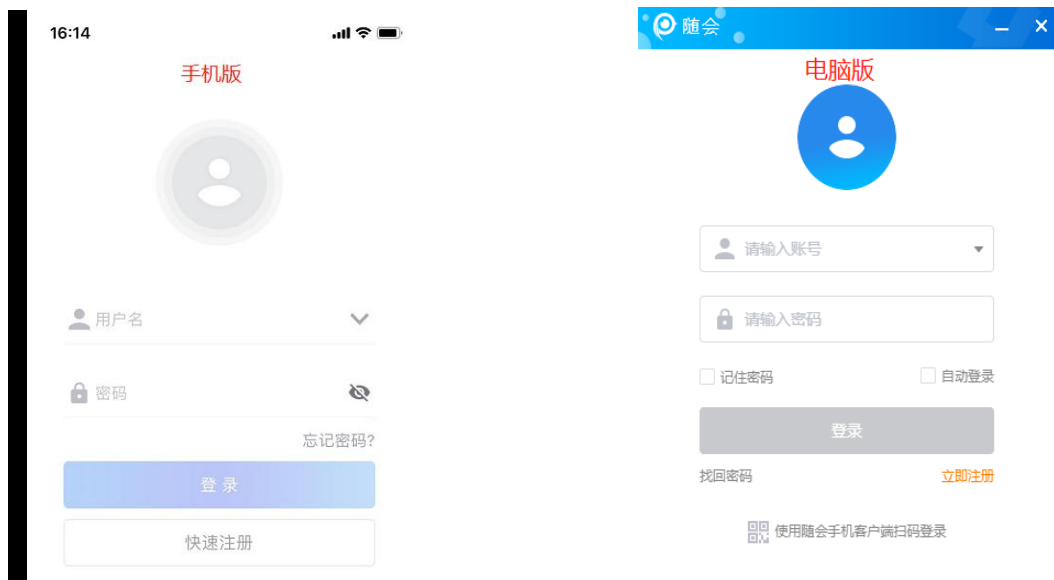 16:14
手机版
用户名
密码
忘记密码?
登录
快速注册
随会
电脑版
请输入账号
请输入密码
记住密码
自动登录
登录
找回密码
立即注册
使用随会手机客户端扫码登录